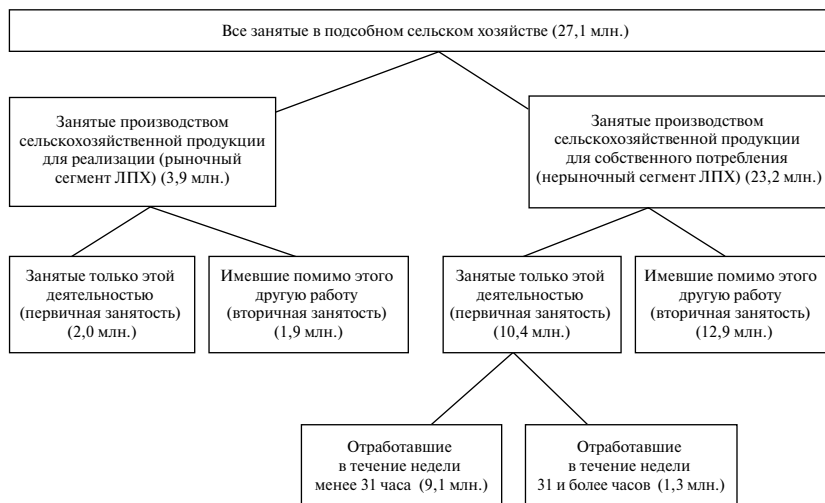 Все занятые в подсобном сельском хозяйстве (27,1 млн.)
Занятые производством
сельскохозяйственной продукции
для реализации (рыночный
сегмент ЛПХ) (3,9 млн.)
Занятые производством
сельскохозяйственной продукции
для собственного потребления
(нерыночный сегмент ЛПХ) (23,2 млн.)
Занятые только этой
деятельностью
(первичная занятость)
(2,0 млн.)
Имевшие помимо этого
другую работу
(вторичная занятость)
(1,9 млн.)
Занятые только этой
деятельностью
(первичная занятость)
(10,4 млн.)
Имевшие помимо этого
другую работу
(вторичная занятость)
(12,9 млн.)
Отработавшие
в течение недели
менее 31 часа (9,1 млн.)
Отработавшие
в течение недели
31 и более часов (1,3 млн.)